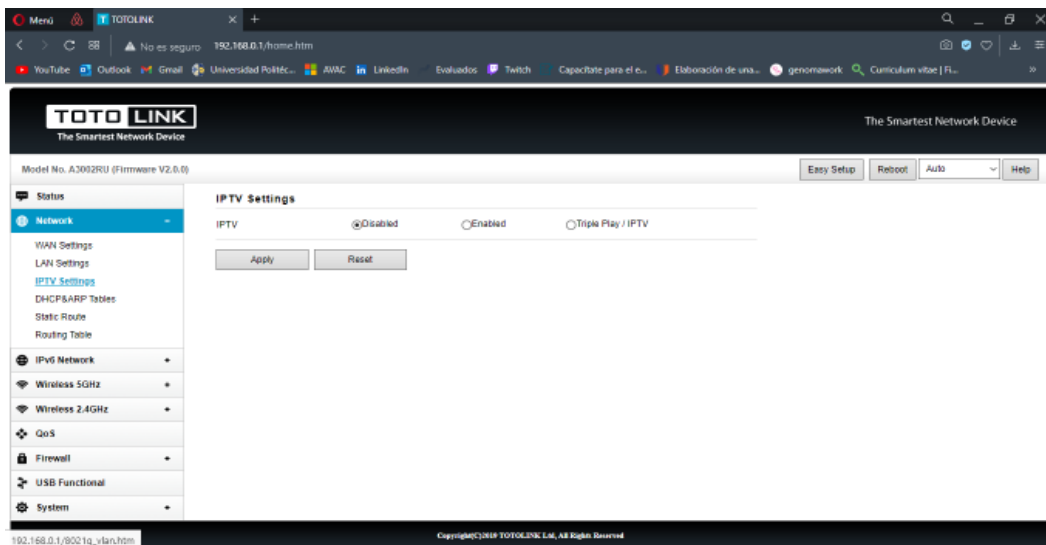 Menú
TOTOLINK
No es seguro 192.168.0.1/home.htm
YouTube Outlook Gmail Universidad Politéc... AVAC LinkedIn Evaluados Twitch Capacítate para el e... Elaboración de una... genomawork Curriculum vitae | Fi...
TOTO LINK
The Smartest Network Device
The Smartest Network Device
Model No. A3002RU (Firmware V2.0.0)
Easy Setup Reboot Auto Help
Status
Network
WAN Settings
LAN Settings
IPTV Settings
DHCP&ARP Tables
Static Route
Routing Table
IPv6 Network
Wireless 5GHz
Wireless 2.4GHz
QoS
Firewall
USB Functional
System
IPTV Settings
IPTV Disabled Enabled Triple Play / IPTV
Apply Reset
Copyright(C)2019 TOTOLINK Ltd, All Rights Reserved
192.168.0.1/8021q_vlan.htm